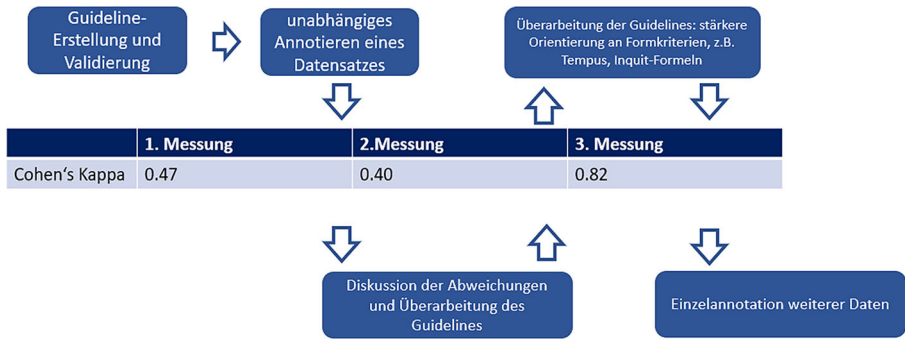 Guideline-
Erstellung und
Validierung
unabhängiges
Annotieren eines
Datensatzes
Überarbeitung der Guidelines: stärkere
Orientierung an Formkriterien, z.B.
Tempus, Inquit-Formeln
1. Messung 2.Messung 3. Messung
Cohen's Kappa 0.47 0.40 0.82
Diskussion der Abweichungen
und Überarbeitung des
Guidelines
Einzelannotation weiterer Daten